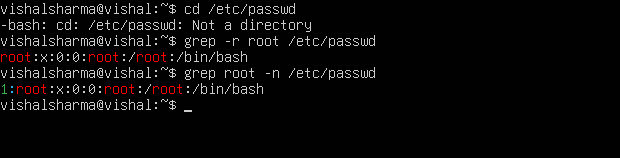 vishalsharma@vishal:~$ cd /etc/passwd
-bash: cd: /etc/passwd: Not a directory
vishalsharma@vishal:~$ grep -r root /etc/passwd
root:x:0:0:root:/root:/bin/bash
vishalsharma@vishal:~$ grep root -n /etc/passwd
1:root:x:0:0:root:/root:/bin/bash
vishalsharma@vishal:~$ _